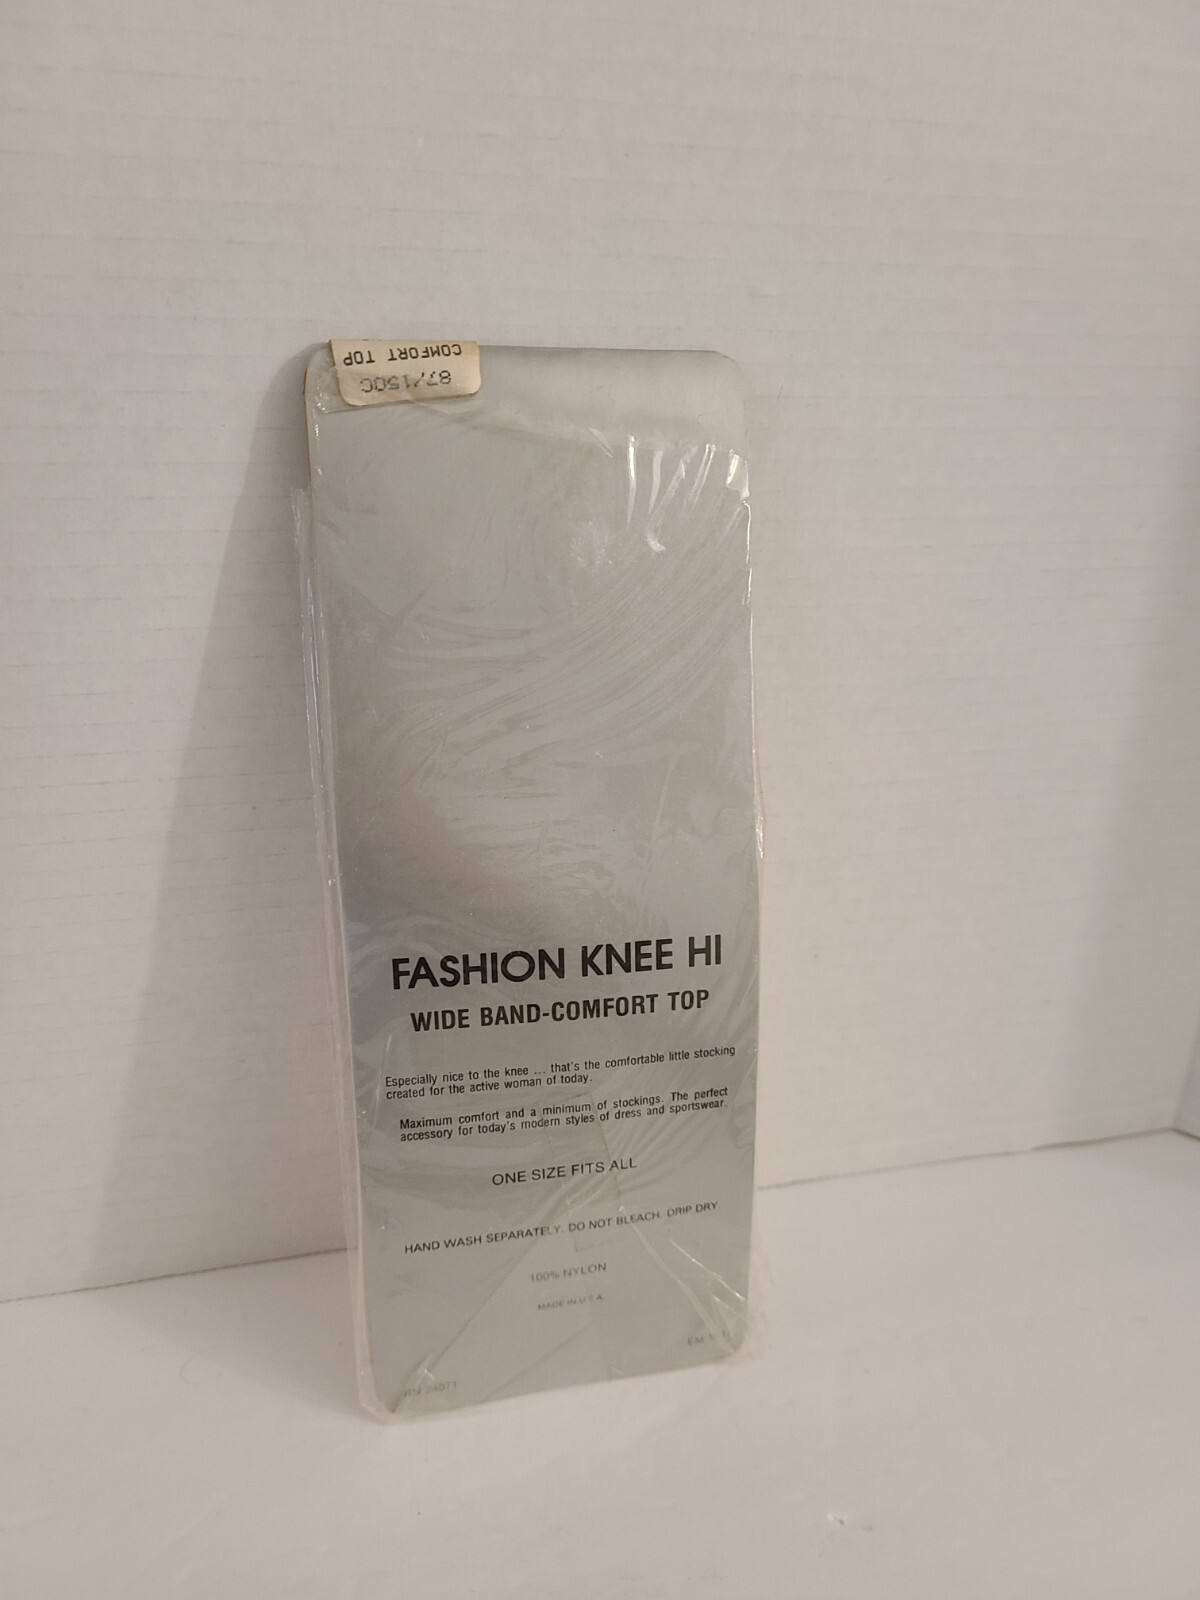 COMFORT TOP
FASHION KNEE HI
WIDE BAND-COMFORT TOP
Especially nice to the knee ... that's the comfortable little stocking
created for the active woman of today.
Maximum comfort and a minimum of stockings. The perfect
accessory for today's modern styles of dress and sportswear.
ONE SIZE FITS ALL
HAND WASH SEPARATELY. DO NOT BLEACH. DRIP DRY.
100% NYLON
MADE IN U.S.A.